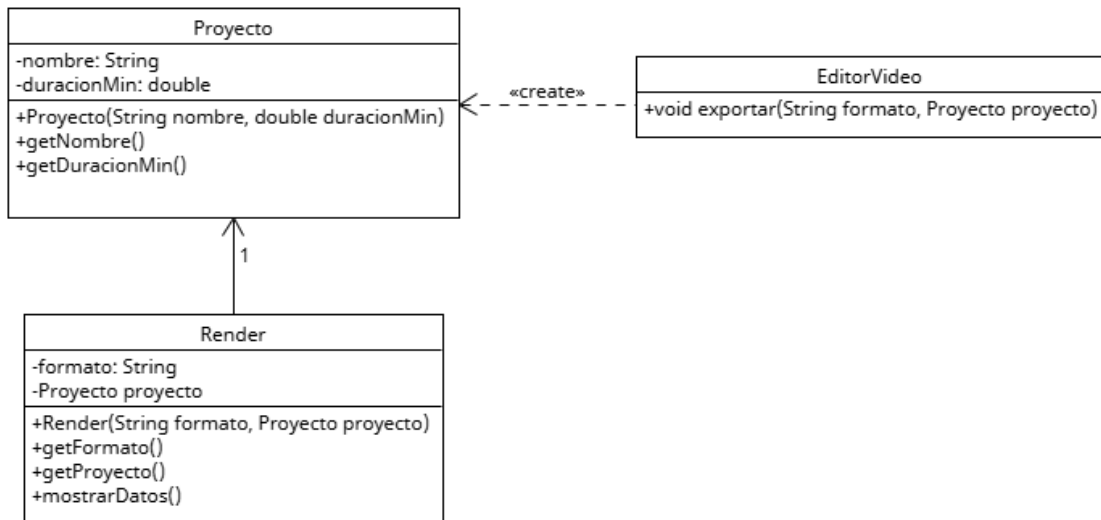 Proyecto
-nombre: String
-duracionMin: double
+Proyecto(String nombre, double duracionMin)
+getNombre()
+getDuracionMin()
«create»
EditorVideo
+void exportar(String formato, Proyecto proyecto)
1
Render
-formato: String
-Proyecto proyecto
+Render(String formato, Proyecto proyecto)
+getFormato()
+getProyecto()
+mostrarDatos()